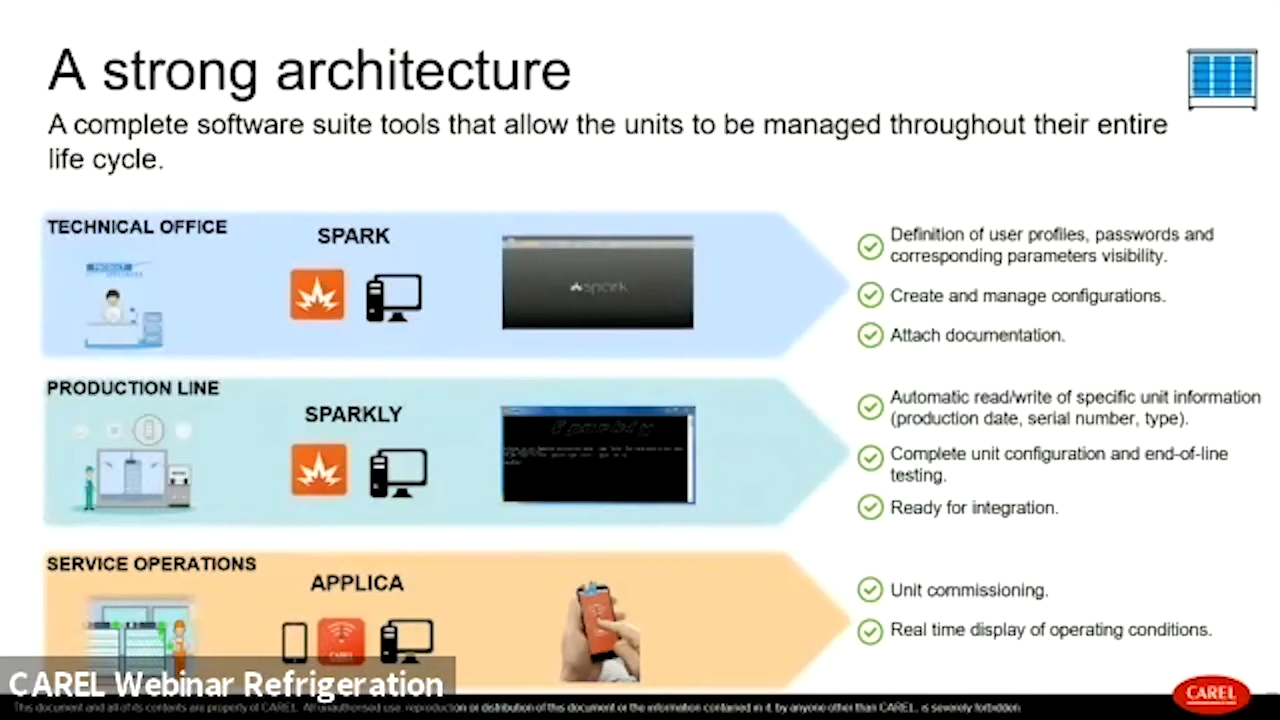 A strong architecture
A complete software suite tools that allow the units to be managed throughout their entire
life cycle.
TECHNICAL OFFICE
SPARK
PRODUCT
SPECIALIST
spark
Definition of user profiles, passwords and
corresponding parameters visibility.
Create and manage configurations.
Attach documentation.
PRODUCTION LINE
SPARKLY
Sparkly
Automatic read/write of specific unit information
(production date, serial number, type).
Complete unit configuration and end-of-line
testing.
Ready for integration.
SERVICE OPERATIONS
APPLICA
CAREL
Unit commissioning.
Real time display of operating conditions.
CAREL Webinar Refrigeration
CAREL
This document and all of its contents are property of CAREL. All unauthorised use, reproduction or distribution of this document or the information contained in it, by anyone other than CAREL, is severely forbidden.